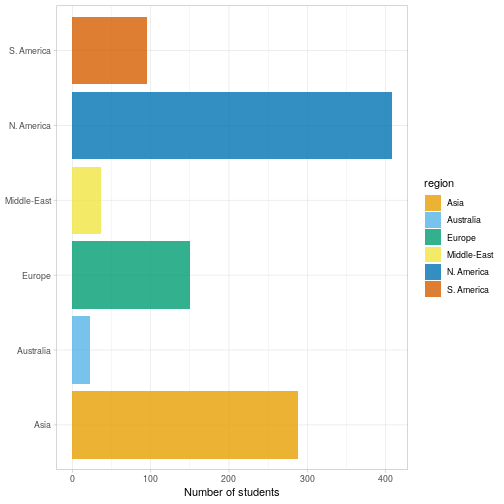 S. America
N. America
Middle-East
Europe
Australia
Asia
0 100 200 300 400
Number of students
region
Asia
Australia
Europe
Middle-East
N. America
S. America